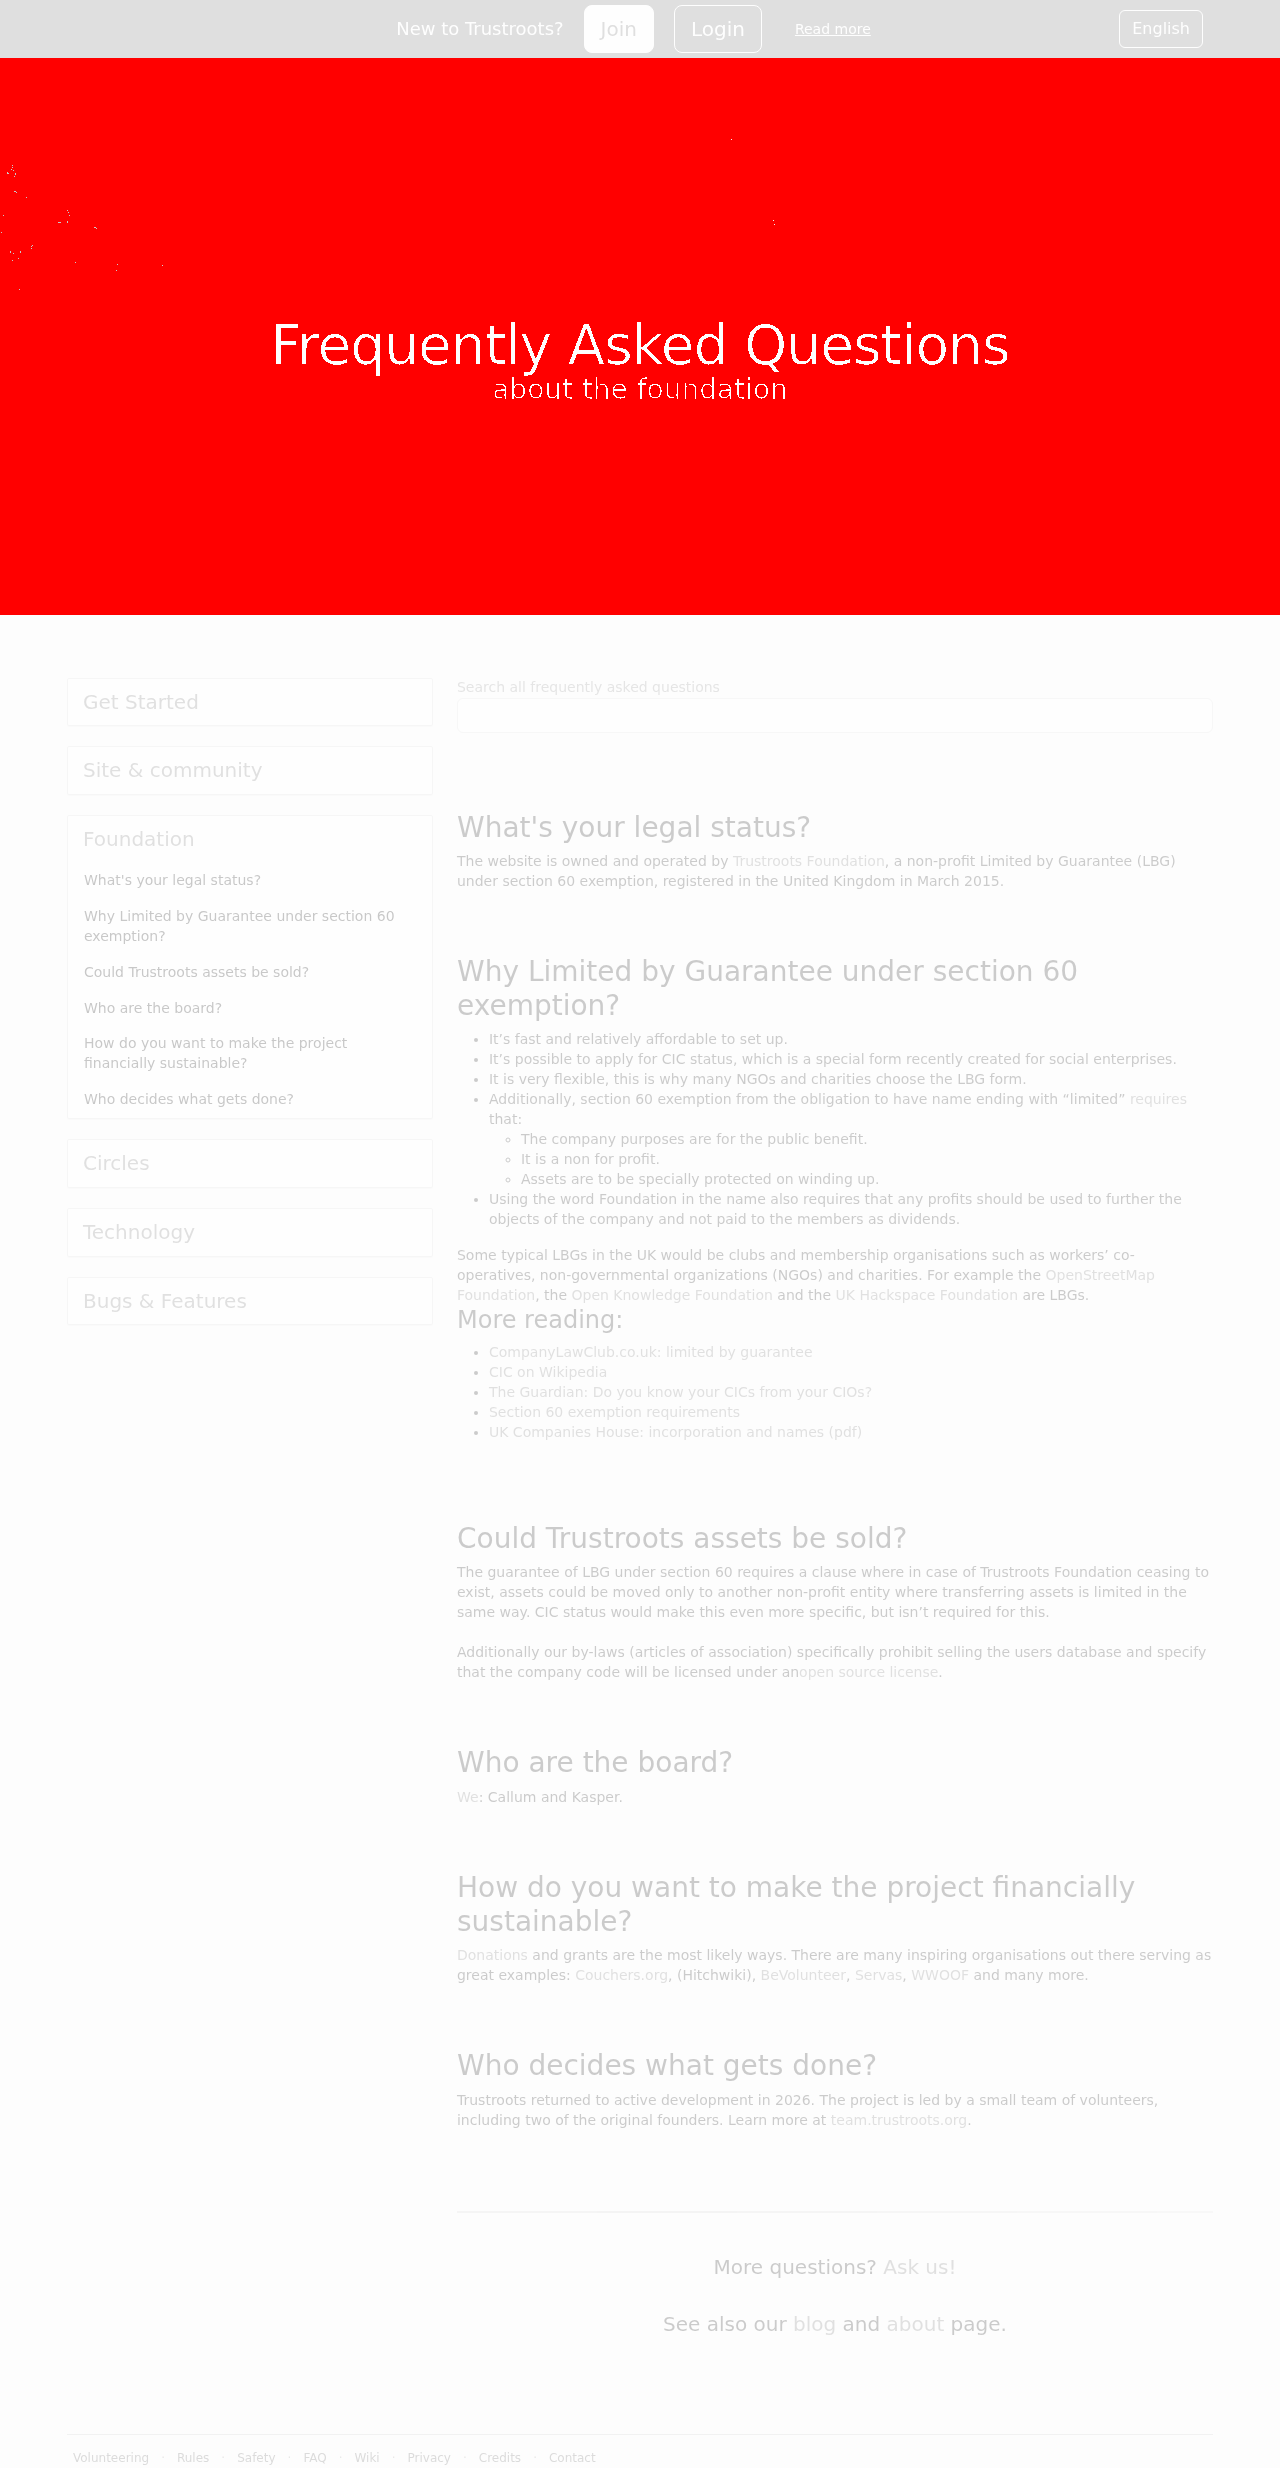 New to Trustroots?
Join
Login
Read more
English
Frequently Asked Questions
about the foundation
Get Started
Site & community
Foundation
What's your legal status?
Why Limited by Guarantee under section 60
exemption?
Could Trustroots assets be sold?
Who are the board?
How do you want to make the project
financially sustainable?
Who decides what gets done?
Circles
Technology
Bugs & Features
Search all frequently asked questions
What's your legal status?
The website is owned and operated by Trustroots Foundation, a non-profit Limited by Guarantee (LBG)
under section 60 exemption, registered in the United Kingdom in March 2015.
Why Limited by Guarantee under section 60
exemption?
• It’s fast and relatively affordable to set up.
• It’s possible to apply for CIC status, which is a special form recently created for social enterprises.
• It is very flexible, this is why many NGOs and charities choose the LBG form.
• Additionally, section 60 exemption from the obligation to have name ending with “limited” requires
that:
◦ The company purposes are for the public benefit.
◦ It is a non for profit.
◦ Assets are to be specially protected on winding up.
• Using the word Foundation in the name also requires that any profits should be used to further the
objects of the company and not paid to the members as dividends.
Some typical LBGs in the UK would be clubs and membership organisations such as workers’ co-
operatives, non-governmental organizations (NGOs) and charities. For example the OpenStreetMap
Foundation, the Open Knowledge Foundation and the UK Hackspace Foundation are LBGs.
More reading:
• CompanyLawClub.co.uk: limited by guarantee
• CIC on Wikipedia
• The Guardian: Do you know your CICs from your CIOs?
• Section 60 exemption requirements
• UK Companies House: incorporation and names (pdf)
Could Trustroots assets be sold?
The guarantee of LBG under section 60 requires a clause where in case of Trustroots Foundation ceasing to
exist, assets could be moved only to another non-profit entity where transferring assets is limited in the
same way. CIC status would make this even more specific, but isn’t required for this.
Additionally our by-laws (articles of association) specifically prohibit selling the users database and specify
that the company code will be licensed under anopen source license.
Who are the board?
We: Callum and Kasper.
How do you want to make the project financially
sustainable?
Donations and grants are the most likely ways. There are many inspiring organisations out there serving as
great examples: Couchers.org, (Hitchwiki), BeVolunteer, Servas, WWOOF and many more.
Who decides what gets done?
Trustroots returned to active development in 2026. The project is led by a small team of volunteers,
including two of the original founders. Learn more at team.trustroots.org.
More questions? Ask us!
See also our blog and about page.
Volunteering · Rules · Safety · FAQ · Wiki · Privacy · Credits · Contact